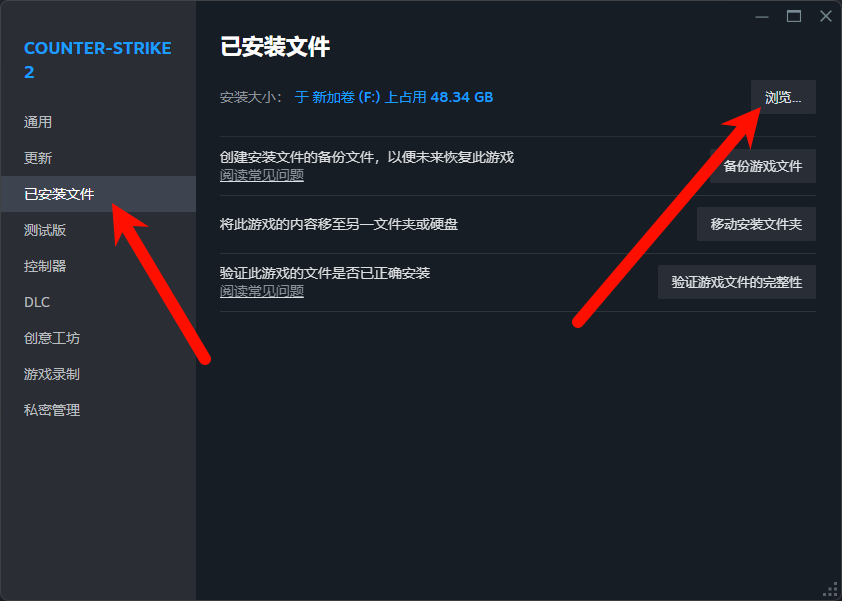 COUNTER-STRIKE
2
通用
更新
已安装文件
测试版
控制器
DLC
创意工坊
游戏录制
私密管理
已安装文件
安装大小： 于 新加卷 (F:) 上占用 48.34 GB
浏览...
创建安装文件的备份文件，以便未来恢复此游戏
阅读常见问题
备份游戏文件
将此游戏的内容移至另一文件夹或硬盘
移动安装文件夹
验证此游戏的文件是否已正确安装
阅读常见问题
验证游戏文件的完整性